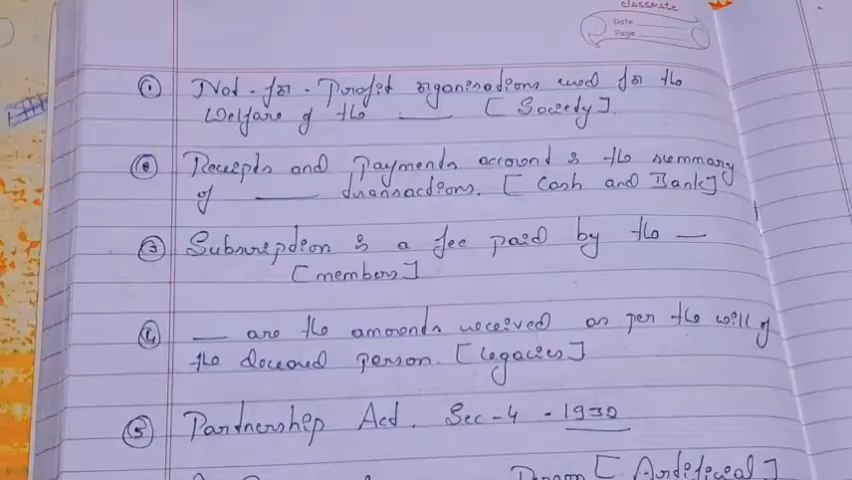 classmate
Date
Page
① Not-for-Profit organisations used for the
Welfare of the ___ [Society].
② Receipts and Payments account is the summary
of ___ transactions. [Cash and Bank]
③ Subscription is a fee paid by the —
[members]
④ ___ are the amounts received as per the will of
the deceased person. [legacies]
⑤ Partnership Act. Sec-4 - 1932
Person [Artificial]